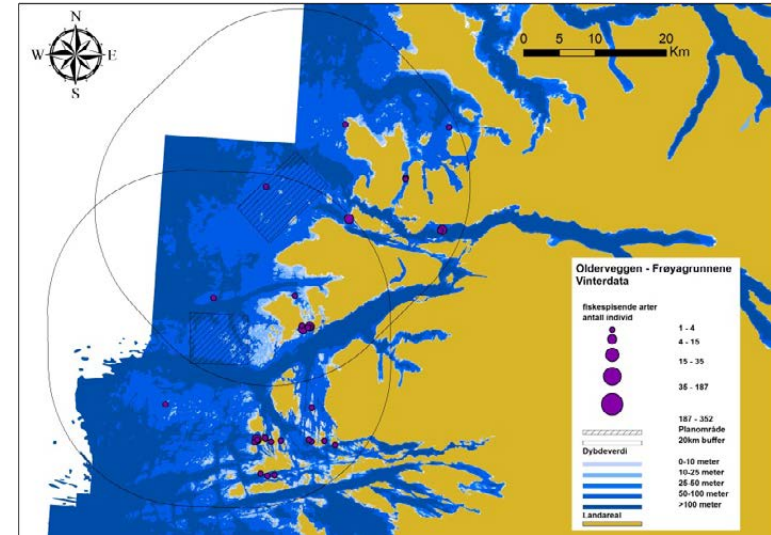 N
W E
S
0 5 10 20
Km
Olderveggen - Frøyagrunnene
Vinterdata
fiskespisende arter
antall individ
1 - 4
4 - 15
15 - 35
35 - 187
187 - 352
Planområde
20km buffer
Dybdeverdi
0-10 meter
10-25 meter
25-50 meter
50-100 meter
>100 meter
Landareal